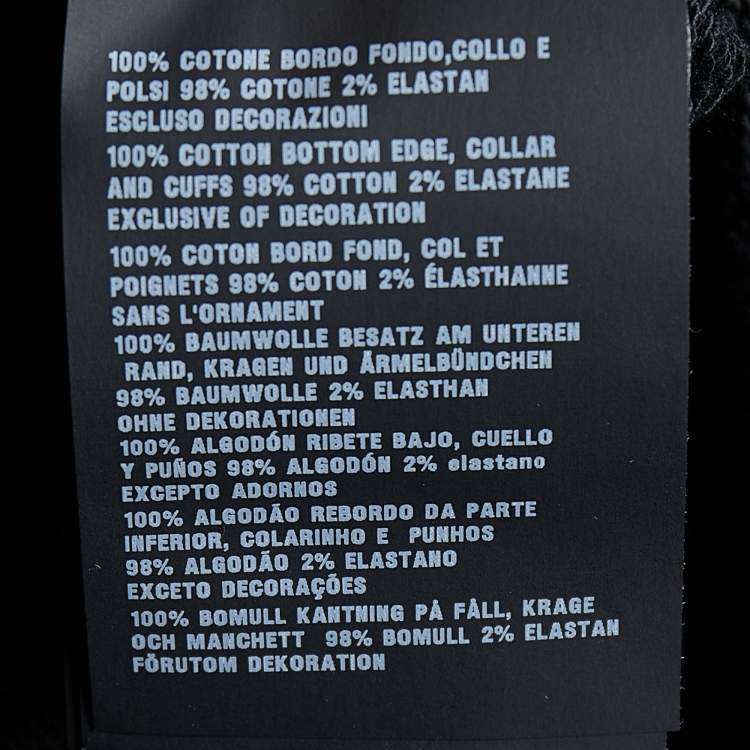 100% COTONE BORDO FONDO,COLLO E
POLSI 98% COTONE 2% ELASTAN
ESCLUSO DECORAZIONI
100% COTTON BOTTOM EDGE, COLLAR
AND CUFFS 98% COTTON 2% ELASTANE
EXCLUSIVE OF DECORATION
100% COTON BORD FOND, COL ET
POIGNETS 98% COTON 2% ÉLASTHANNE
SANS L'ORNAMENT
100% BAUMWOLLE BESATZ AM UNTEREN
RAND, KRAGEN UND ÄRMELBÜNDCHEN
98% BAUMWOLLE 2% ELASTHAN
OHNE DEKORATIONEN
100% ALGODÓN RIBETE BAJO, CUELLO
Y PUÑOS 98% ALGODÓN 2% elastano
EXCEPTO ADORNOS
100% ALGODÃO REBORDO DA PARTE
INFERIOR, COLARINHO E PUNHOS
98% ALGODÃO 2% ELASTANO
EXCETO DECORAÇÕES
100% BOMULL KANTNING PÅ FÅLL, KRAGE
OCH MANCHETT 98% BOMULL 2% ELASTAN
FÖRUTOM DEKORATION